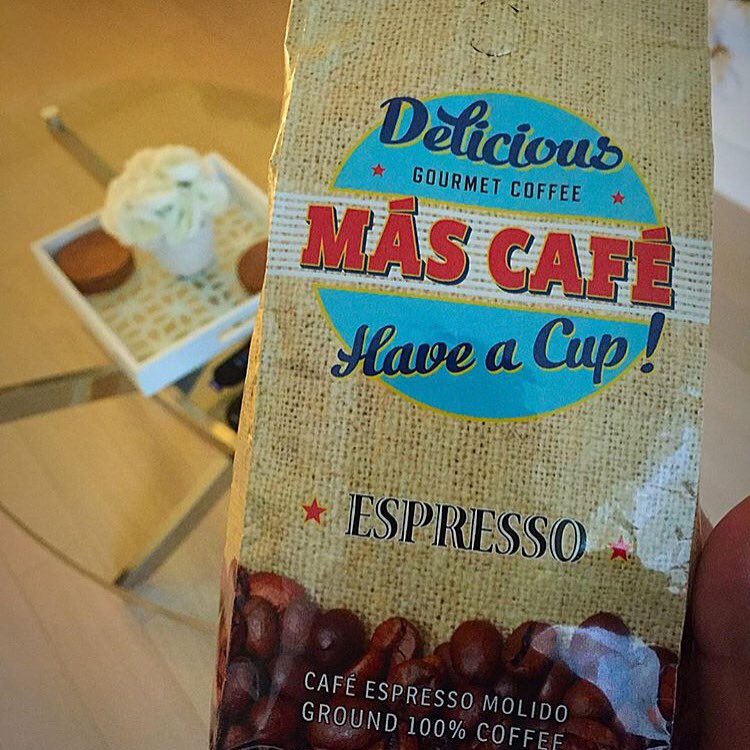 Delicious
GOURMET COFFEE
MÁS CAFÉ
Have a Cup!
ESPRESSO
CAFÉ ESPRESSO MOLIDO
GROUND 100% COFFEE